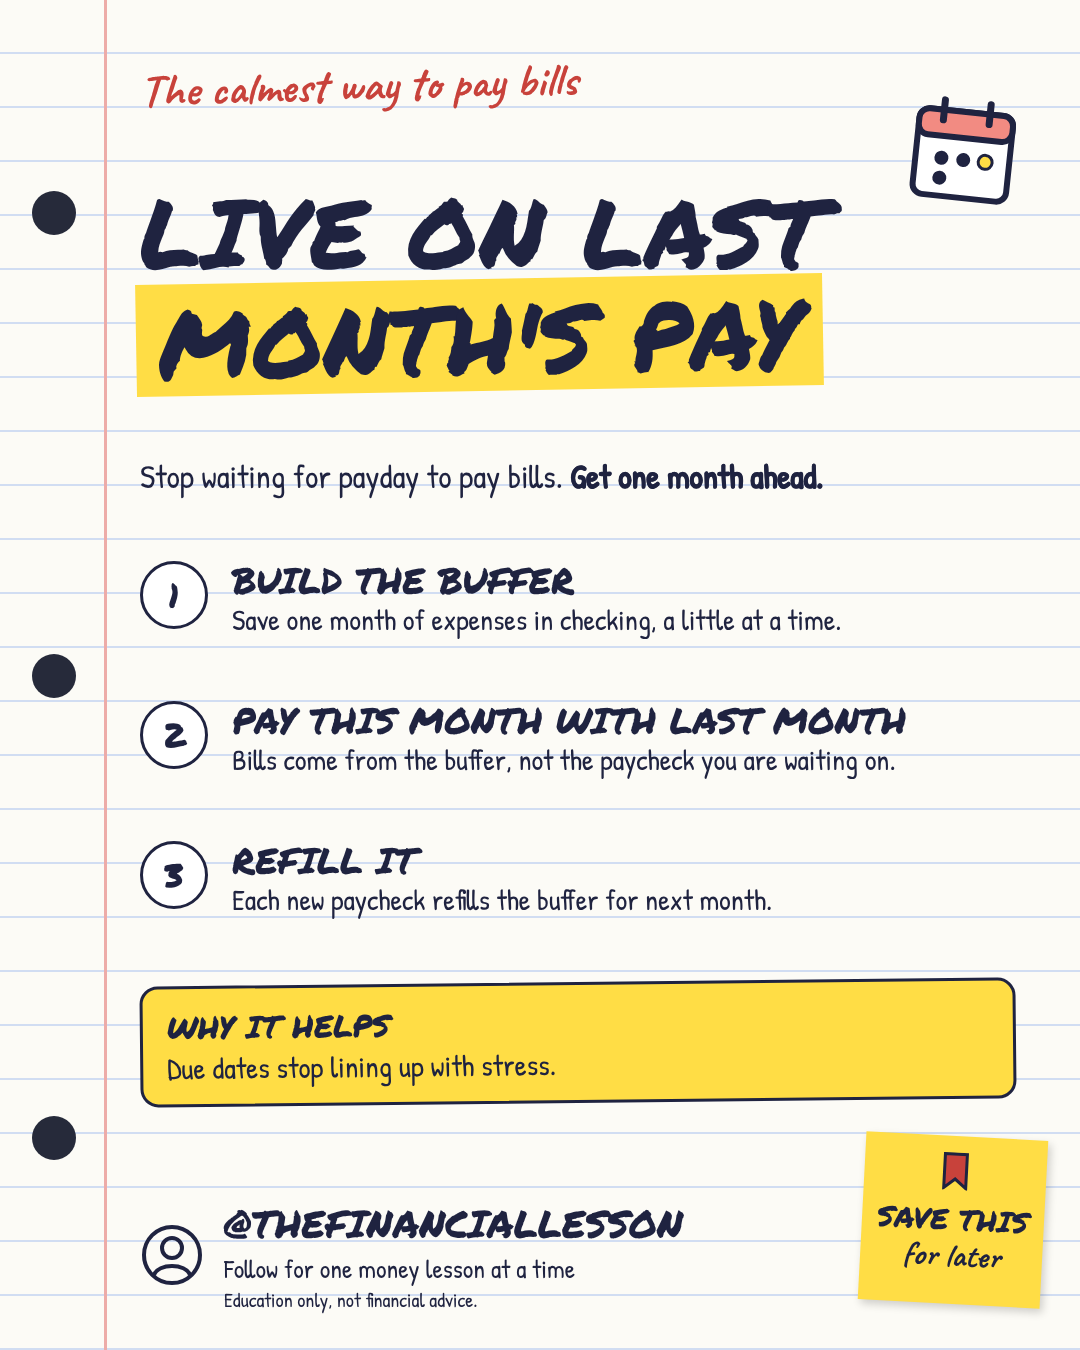 The calmest way to pay bills
LIVE ON LAST
MONTH'S PAY
Stop waiting for payday to pay bills. Get one month ahead.
1
BUILD THE BUFFER
Save one month of expenses in checking, a little at a time.
2
PAY THIS MONTH WITH LAST MONTH
Bills come from the buffer, not the paycheck you are waiting on.
3
REFILL IT
Each new paycheck refills the buffer for next month.
WHY IT HELPS
Due dates stop lining up with stress.
@THEFINANCIALLESSON
Follow for one money lesson at a time
Education only, not financial advice.
SAVE THIS
for later